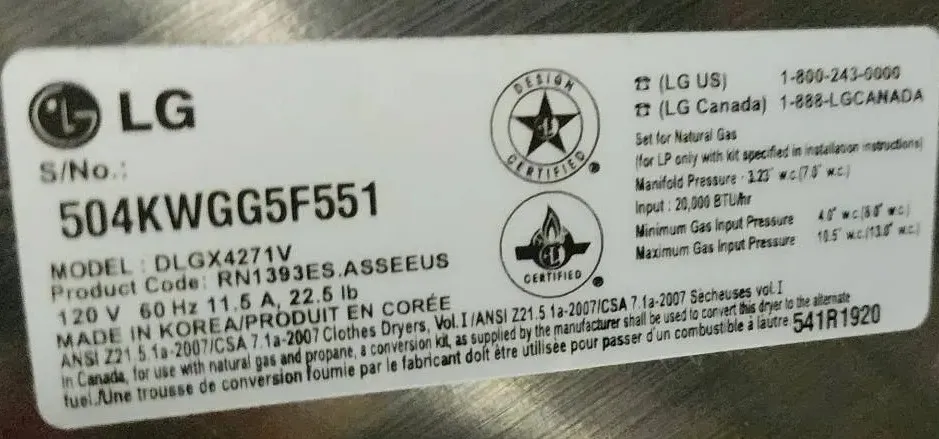 LG
S/No.:
504KWGG5F551
MODEL : DLGX4271V
Product Code: RN1393ES.ASSEEUS
120 V 60 Hz 11.5 A, 22.5 lb
MADE IN KOREA/PRODUIT EN CORÉE
ANSI Z21.5.1a-2007/CSA 7.1a-2007 Clothes Dryers, Vol.I/ANSI Z21.5.1a-2007/CSA 7.1a-2007 Sécheuses vol.I
In Canada, for use with natural gas and propane, a conversion kit, as supplied by the manufacturer shall be used to convert this dryer to the alternate
fuel./Une trousse de conversion fournie par le fabricant doit être utilisée pour passer d'un combustible à lautre
541R1920
DESIGN
CERTIFIED
CERTIFIED
(LG US) 1-800-243-0000
(LG Canada) 1-888-LGCANADA
Set for Natural Gas
(for LP only with kit specified in installation instructions)
Manifold Pressure · 3.23" w.c.(7.0" w.c.)
Input : 20,000 BTU/hr
Minimum Gas Input Pressure 4.0" w.c.(8.0" w.c.)
Maximum Gas Input Pressure 10.5" w.c.(13.0" w.c.)